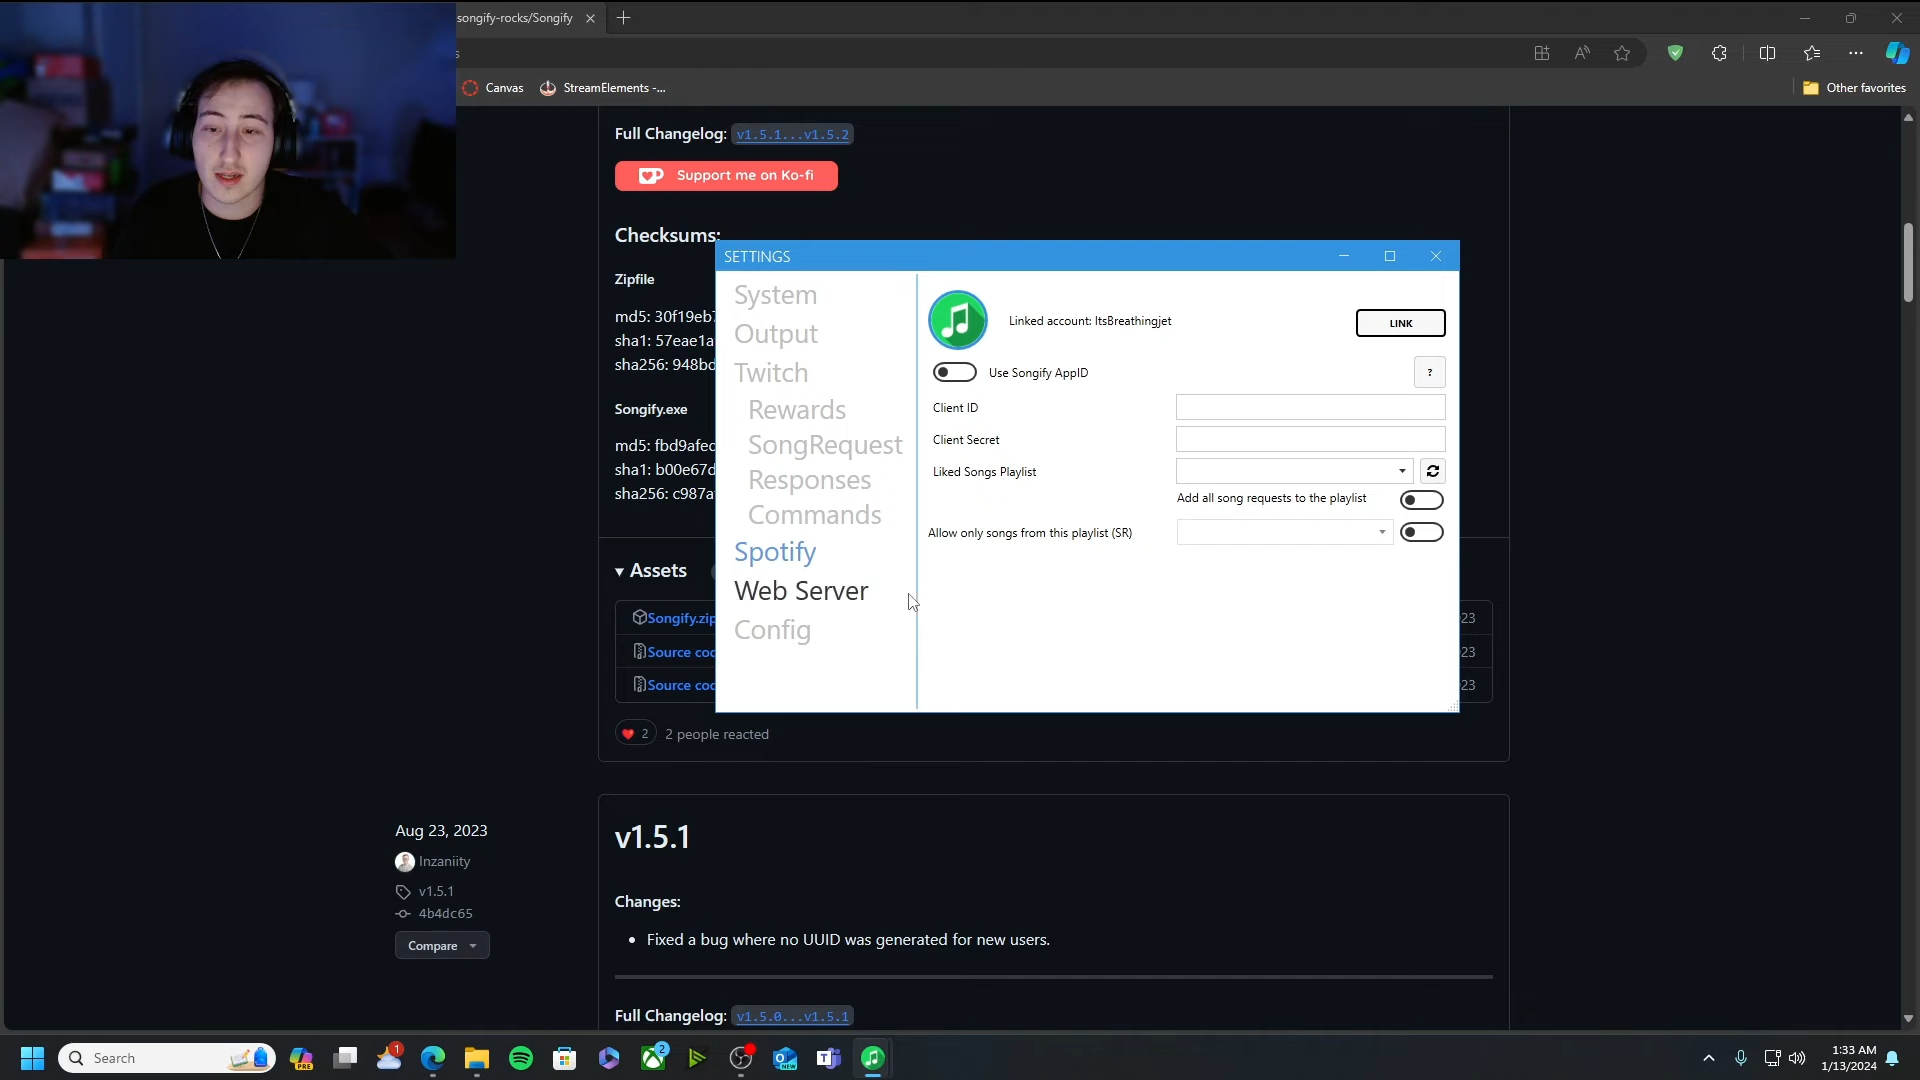 songify-rocks/Songify
Canvas
StreamElements -...
Other favorites
Full Changelog: v1.5.1...v1.5.2
Support me on Ko-fi
Checksums:
Zipfile
md5: 30f19eb7
sha1: 57eae1a
sha256: 948bd
Songify.exe
md5: fbd9afec
sha1: b00e67d
sha256: c987a
Assets
Songify.zip
23
Source cod
23
Source cod
23
2
2 people reacted
SETTINGS
System
Output
Twitch
Rewards
SongRequest
Responses
Commands
Spotify
Web Server
Config
Linked account: ItsBreathingjet
LINK
Use Songify AppID
?
Client ID
Client Secret
Liked Songs Playlist
Add all song requests to the playlist
Allow only songs from this playlist (SR)
Aug 23, 2023
Inzaniity
v1.5.1
4b4dc65
Compare
v1.5.1
Changes:
Fixed a bug where no UUID was generated for new users.
Full Changelog: v1.5.0...v1.5.1
Search
PRE
1
2
NEW
1:33 AM
1/13/2024